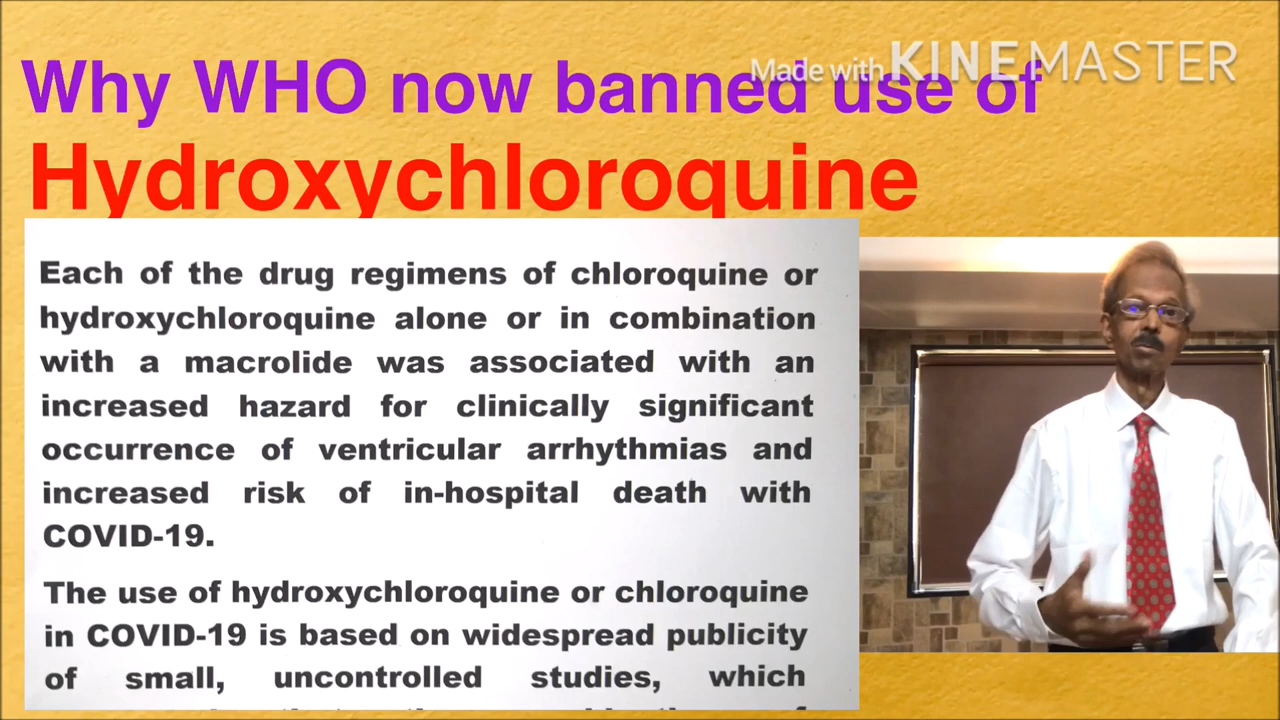 Made with KINEMASTER
Why WHO now banned use of
Hydroxychloroquine
Each of the drug regimens of chloroquine or
hydroxychloroquine alone or in combination
with a macrolide was associated with an
increased hazard for clinically significant
occurrence of ventricular arrhythmias and
increased risk of in-hospital death with
COVID-19.
The use of hydroxychloroquine or chloroquine
in COVID-19 is based on widespread publicity
of small, uncontrolled studies, which